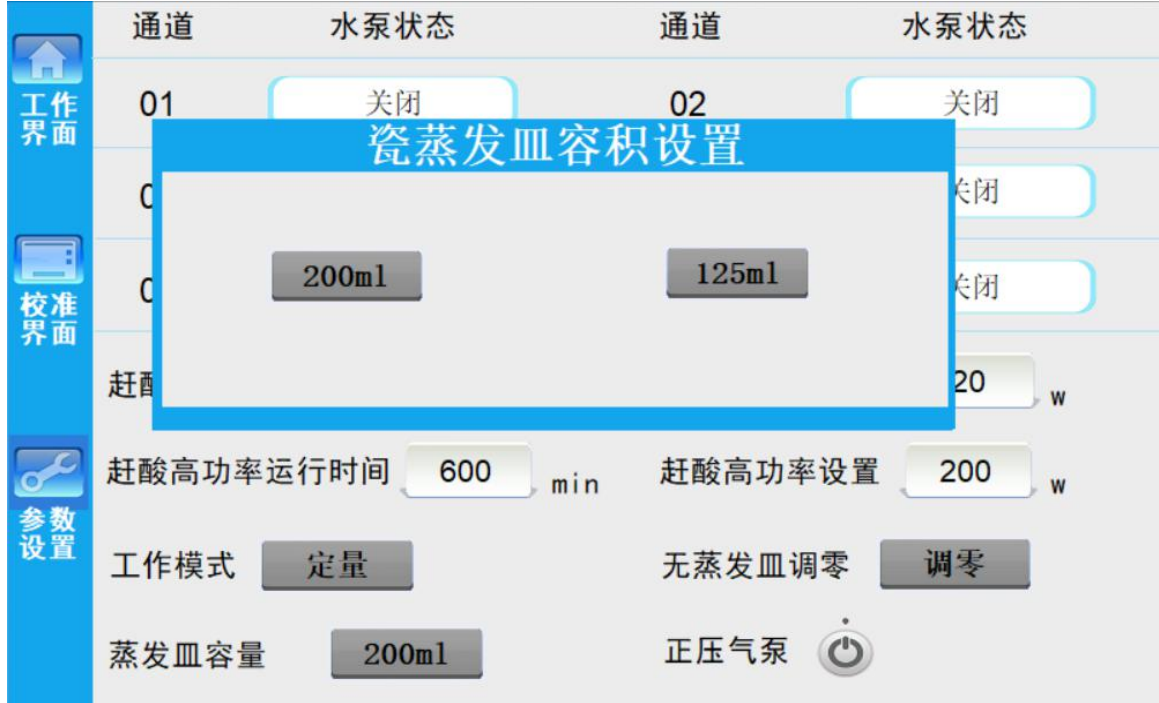 通道 水泵状态 通道 水泵状态
工作
界面
01 关闭 02 关闭
瓷蒸发皿容积设置
关闭
200ml 125ml
校准
界面
关闭
赶酸 20 w
赶酸高功率运行时间 600 min 赶酸高功率设置 200 w
参数
设置
工作模式 定量 无蒸发皿调零 调零
蒸发皿容量 200ml 正压气泵